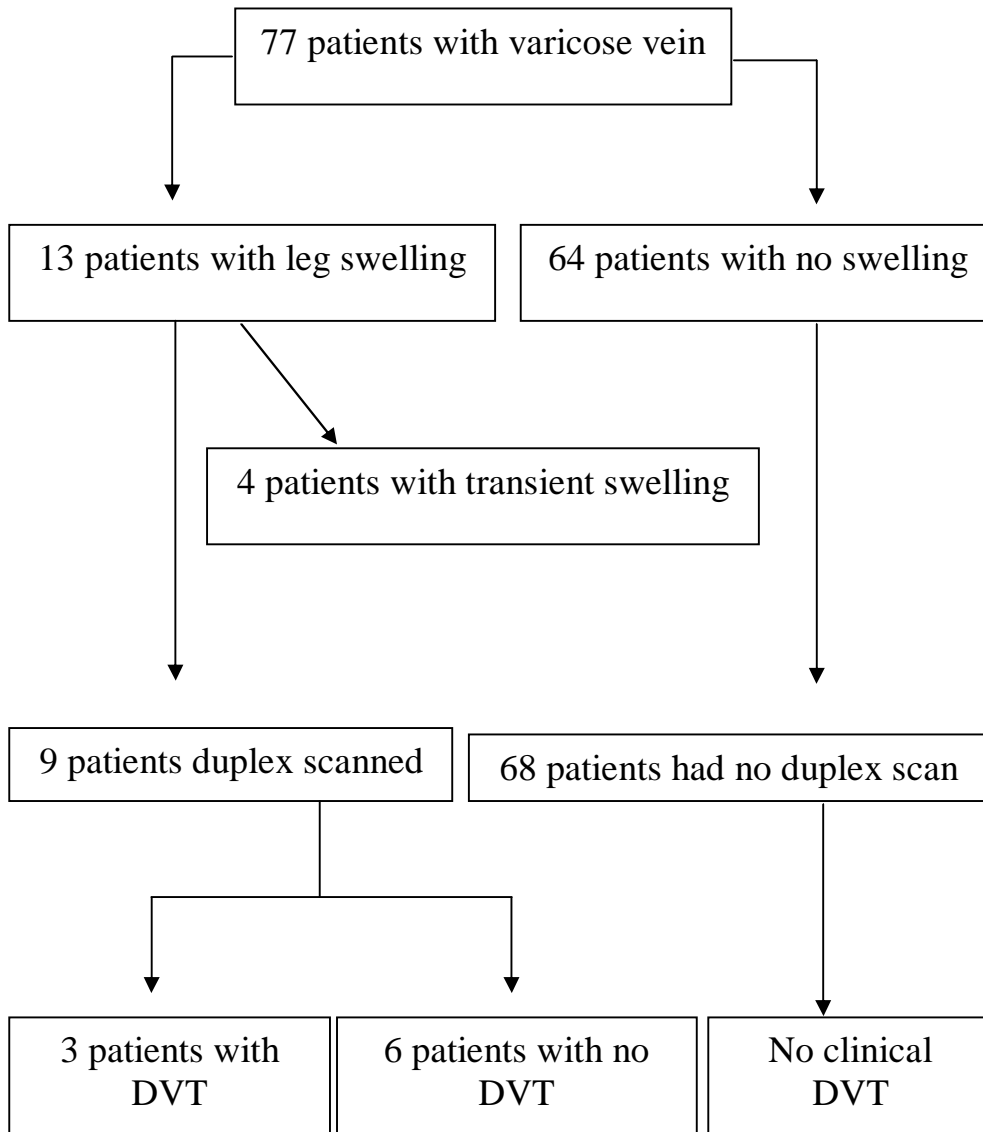 77 patients with varicose vein
13 patients with leg swelling
64 patients with no swelling
4 patients with transient swelling
9 patients duplex scanned
68 patients had no duplex scan
3 patients with
DVT
6 patients with no
DVT
No clinical
DVT